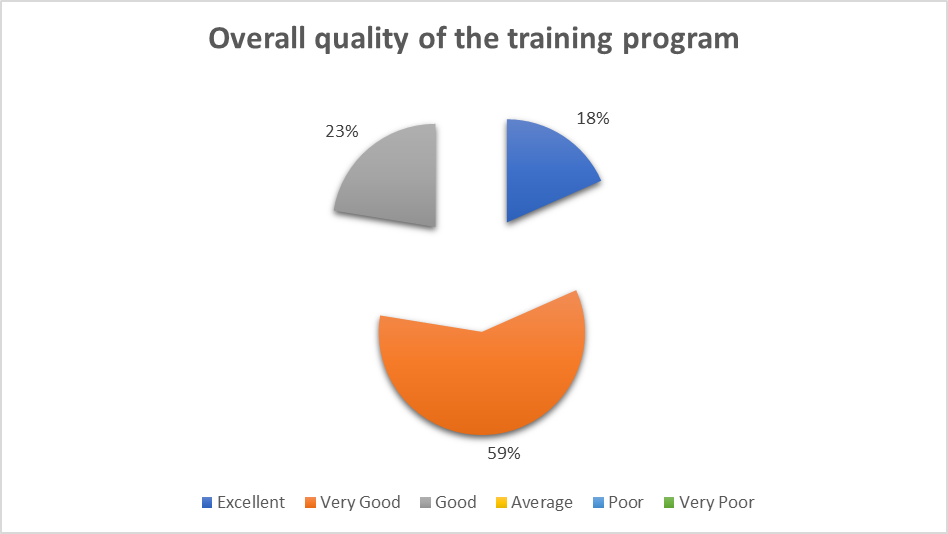 Overall quality of the training program
18%
23%
59%
Excellent Very Good Good Average Poor Very Poor